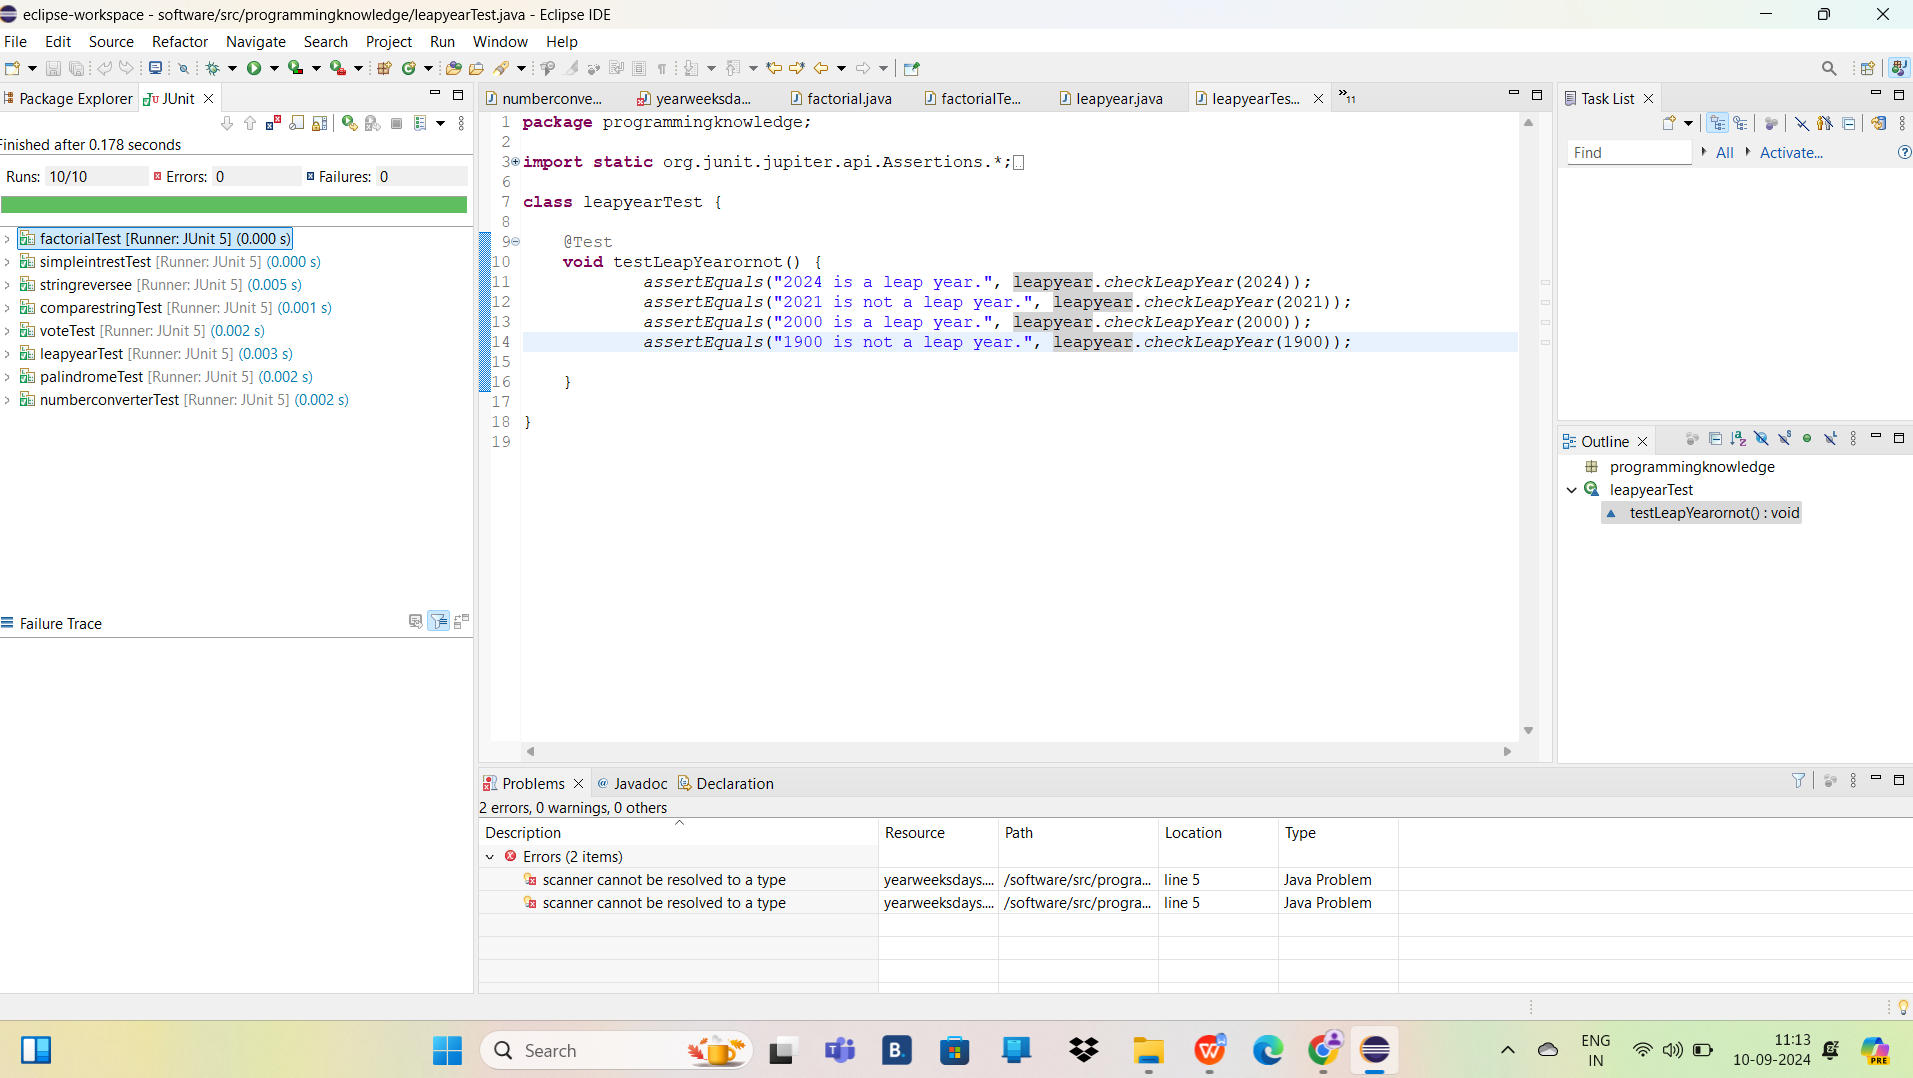 eclipse-workspace - software/src/programmingknowledge/leapyearTest.java - Eclipse IDE
File Edit Source Refactor Navigate Search Project Run Window Help
Package Explorer JUnit
Finished after 0.178 seconds
Runs: 10/10 Errors: 0 Failures: 0
factorialTest [Runner: JUnit 5] (0.000 s)
simpleintrestTest [Runner: JUnit 5] (0.000 s)
stringreversee [Runner: JUnit 5] (0.005 s)
comparestringTest [Runner: JUnit 5] (0.001 s)
voteTest [Runner: JUnit 5] (0.002 s)
leapyearTest [Runner: JUnit 5] (0.003 s)
palindromeTest [Runner: JUnit 5] (0.002 s)
numberconverterTest [Runner: JUnit 5] (0.002 s)
Failure Trace
numberconve... yearweeksda... factorial.java factorialTe... leapyear.java leapyearTes... 11
1 package programmingknowledge;
2
3 import static org.junit.jupiter.api.Assertions.*;
6
7 class leapyearTest {
8
9 @Test
10 void testLeapYearornot() {
11 assertEquals("2024 is a leap year.", leapyear.checkLeapYear(2024));
12 assertEquals("2021 is not a leap year.", leapyear.checkLeapYear(2021));
13 assertEquals("2000 is a leap year.", leapyear.checkLeapYear(2000));
14 assertEquals("1900 is not a leap year.", leapyear.checkLeapYear(1900));
15
16 }
17
18 }
19
Task List
Find All Activate...
Outline
programmingknowledge
leapyearTest
testLeapYearornot() : void
Problems Javadoc Declaration
2 errors, 0 warnings, 0 others
Description Resource Path Location Type
Errors (2 items)
scanner cannot be resolved to a type yearweeksdays.... /software/src/progra... line 5 Java Problem
scanner cannot be resolved to a type yearweeksdays.... /software/src/progra... line 5 Java Problem
Search
B.
ENG
IN
11:13
10-09-2024
PRE